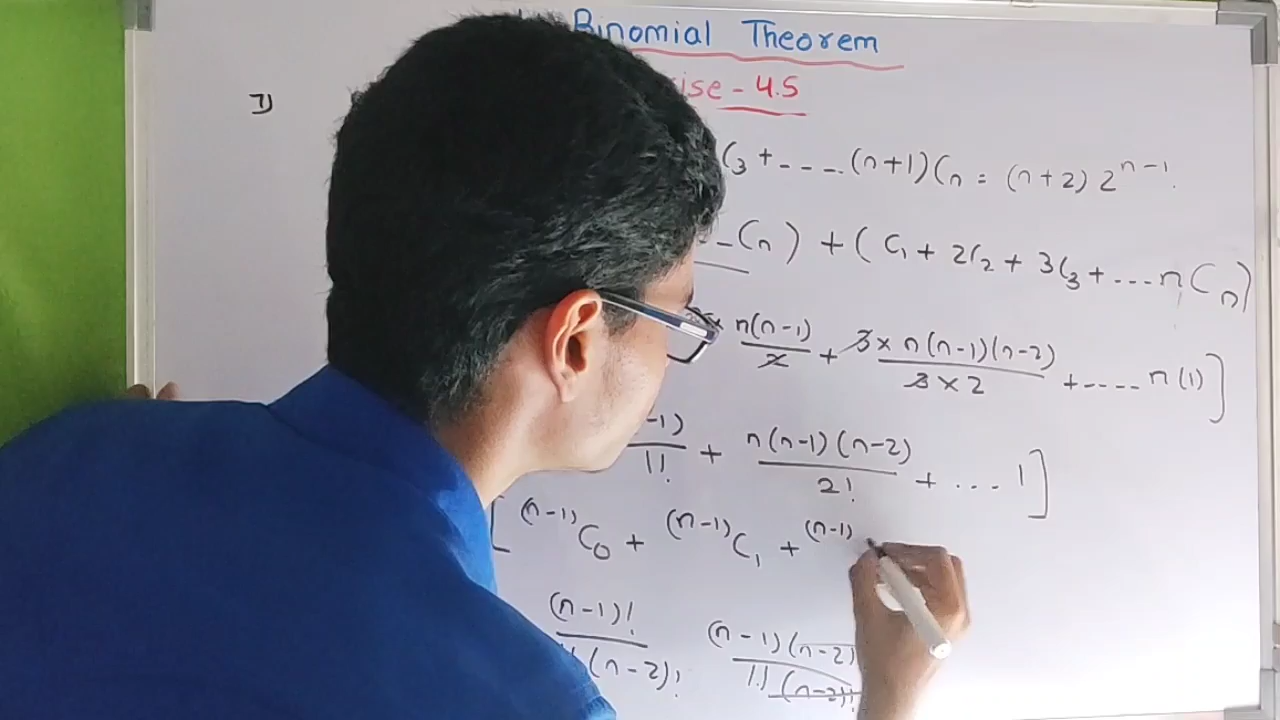 Binomial Theorem
ise - 4.5
7)
C₃ + - - - - (n+1)Cₙ = (n+2) 2ⁿ⁻¹.
- - Cₙ ) + ( C₁ + 2C₂ + 3C₃ + ---- nCₙ )
× n(n-1)/2 + 3 × n(n-1)(n-2)/3×2 + ---- n(1) ]
-1)/1! + n(n-1)(n-2)/2! + ... 1 ]
[ ⁽ⁿ⁻¹⁾C₀ + ⁽ⁿ⁻¹⁾C₁ + ⁽ⁿ⁻¹⁾
(n-1)!/(n-2)! (n-1)(n-2)/1!(n-2)!